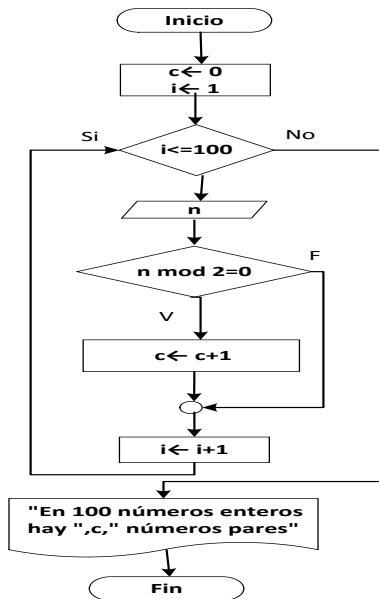 Inicio
c← 0
i← 1
Si
i<=100
No
n
n mod 2=0
F
V
c← c+1
i← i+1
"En 100 números enteros
hay ",c," números pares"
Fin